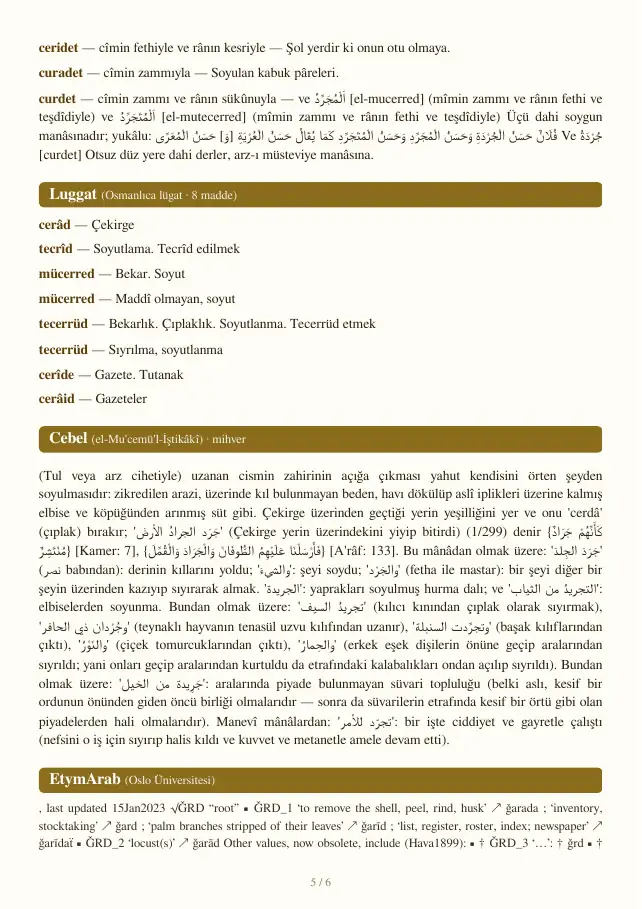 ceridet — cîmin fethiyle ve rânın kesriyle — Şol yerdir ki onun otu olmaya.
curadet — cîmin zammıyla — Soyulan kabuk pâreleri.
curdet — cîmin zammı ve rânın sükûnuyla — ve اَلْمُجَرَّدُ [el-mucerred] (mîmin zammı ve rânın fethi ve
teşdîdiyle) ve اَلْمُتَجَرَّدُ [el-mutecerred] (mîmin zammı ve rânın fethi ve teşdîdiyle) Üçü dahi soygun
manâsınadır; yukâlu: فُلَانٌ حَسَنُ الْجُرْدَةِ وَحَسَنُ الْمُجَرَّدِ وَحَسَنُ الْمُتَجَرَّدِ كَمَا يُقَالُ حَسَنُ الْعُرْيَةِ [وَ] حَسَنُ الْمُعَرَّى Ve جُرْدَةُ
[curdet] Otsuz düz yere dahi derler, arz-ı müsteviye manâsına.
Luggat (Osmanlıca lügat · 8 madde)
cerâd — Çekirge
tecrîd — Soyutlama. Tecrîd edilmek
mücerred — Bekar. Soyut
mücerred — Maddî olmayan, soyut
tecerrüd — Bekarlık. Çıplaklık. Soyutlanma. Tecerrüd etmek
tecerrüd — Sıyrılma, soyutlanma
cerîde — Gazete. Tutanak
cerâid — Gazeteler
Cebel (el-Mu'cemü'l-İştikâkî) · mihver
(Tul veya arz cihetiyle) uzanan cismin zahirinin açığa çıkması yahut kendisini örten şeyden
soyulmasıdır: zikredilen arazi, üzerinde kıl bulunmayan beden, havı dökülüp aslî iplikleri üzerine kalmış
elbise ve köpüğünden arınmış süt gibi. Çekirge üzerinden geçtiği yerin yeşilliğini yer ve onu 'cerdâ'
(çıplak) bırakır; 'جَرَد الجرادُ الأرضَ' (Çekirge yerin üzerindekini yiyip bitirdi) (1/299) denir {كَأَنَّهُمْ جَرَادٌ
مُنْتَشِرٌ} [Kamer: 7], {فَأَرْسَلْنَا عَلَيْهِمُ الطُّوفَانَ وَالْجَرَادَ وَالْقُمَّلَ} [A'râf: 133]. Bu mânâdan olmak üzere: 'جَرَدَ الجِلدَ'
(نصر babından): derinin kıllarını yoldu; 'والشيءَ': şeyi soydu; 'والجَرْد' (fetha ile mastar): bir şeyi diğer bir
şeyin üzerinden kazıyıp sıyırarak almak. 'الجريدة': yaprakları soyulmuş hurma dalı; ve 'التجريدُ من الثياب':
elbiselerden soyunma. Bundan olmak üzere: 'تجريدُ السيف' (kılıcı kınından çıplak olarak sıyırmak),
'وجُرْدان ذي الحافر' (teynaklı hayvanın tenasül uzvu kılıfından uzanır), 'وتجرَّدت السنبلة' (başak kılıflarından
çıktı), 'والنَوْرُ' (çiçek tomurcuklarından çıktı), 'والحمارُ' (erkek eşek dişilerin önüne geçip aralarından
sıyrıldı; yani onları geçip aralarından kurtuldu da etrafındaki kalabalıkları ondan açılıp sıyrıldı). Bundan
olmak üzere: 'جَرِيدة من الخيل': aralarında piyade bulunmayan süvari topluluğu (belki aslı, kesif bir
ordunun önünden giden öncü birliği olmalarıdır — sonra da süvarilerin etrafında kesif bir örtü gibi olan
piyadelerden hali olmalarıdır). Manevî mânâlardan: 'تجرّد للأمر': bir işte ciddiyet ve gayretle çalıştı
(nefsini o iş için sıyırıp halis kıldı ve kuvvet ve metanetle amele devam etti).
EtymArab (Oslo Üniversitesi)
, last updated 15Jan2023 √ǦRD “root” ▪ ǦRD_1 ‘to remove the shell, peel, rind, husk’ ↗ ǧarada ; ‘inventory,
stocktaking’ ↗ ǧard ; ‘palm branches stripped of their leaves’ ↗ ǧarīd ; ‘list, register, roster, index; newspaper’ ↗
ǧarīdaẗ ▪ ǦRD_2 ‘locust(s)’ ↗ ǧarād Other values, now obsolete, include (Hava1899): ▪ † ǦRD_3 ‘…’: † ǧrd ▪ †
5 / 6